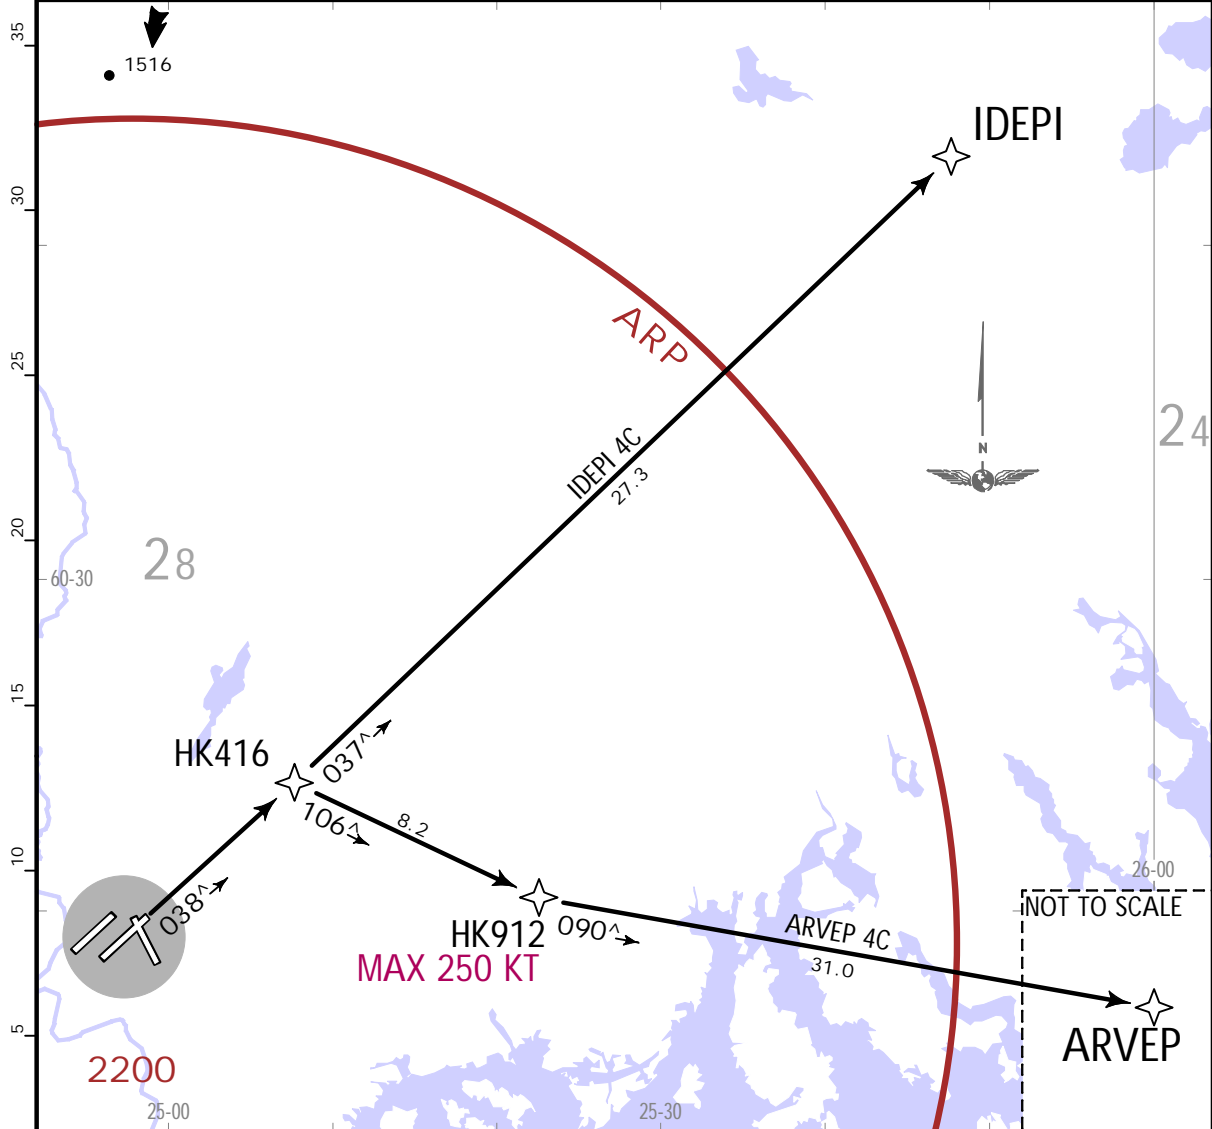 35
1516
IDEPI
30
ARP
25
24
IDEPI 4C
27.3
N
20
28
60-30
15
HK416
037^
106^
8.2
10
26-00
038^
NOT TO SCALE
HK912
090^
ARVEP 4C
31.0
MAX 250 KT
5
ARVEP
2200
25-00
25-30